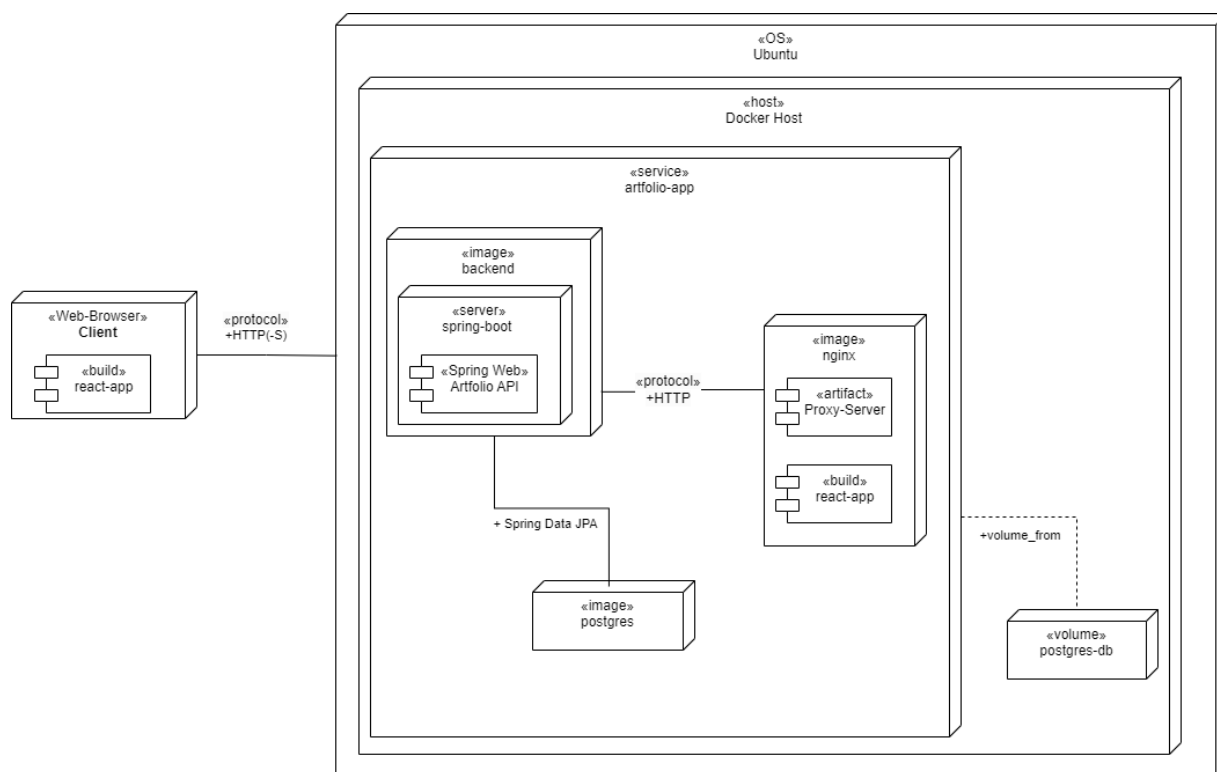 «OS»
Ubuntu
«host»
Docker Host
«service»
artfolio-app
«image»
backend
«server»
spring-boot
«Spring Web»
Artfolio API
«Web-Browser»
Client
«build»
react-app
«protocol»
+HTTP(-S)
«protocol»
+HTTP
«image»
nginx
«artifact»
Proxy-Server
«build»
react-app
+ Spring Data JPA
«image»
postgres
+volume_from
«volume»
postgres-db